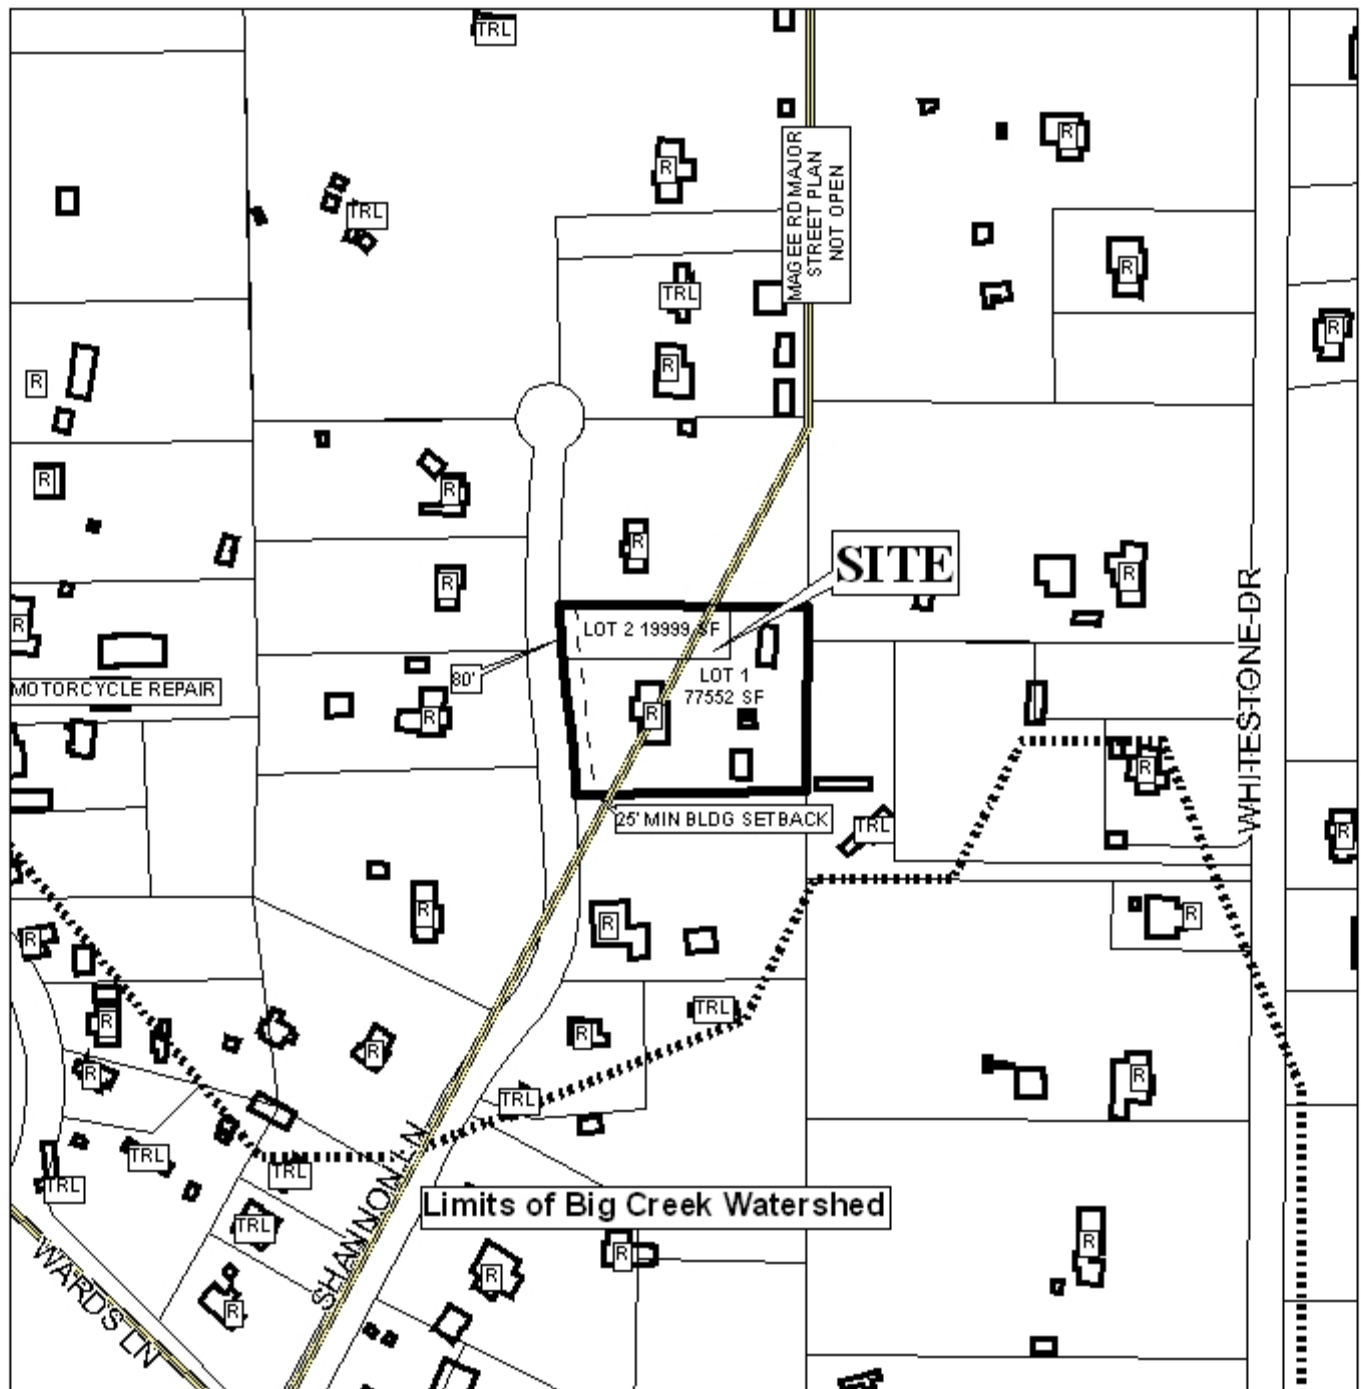 TRL
MAGEE RD MAJOR
STREET PLAN
NOT OPEN
R
R
TRL
R
TRL
R
R
R
R
R
R
SITE
R
R
R
R
LOT 2 19999 SF
80'
LOT 1
77552 SF
MOTORCYCLE REPAIR
R
R
WHITESTONE DR
R
25' MIN BLDG SETBACK
TRL
R
R
R
R
R
R
TRL
R
R
R
R
TRL
TRL
TRL
TRL
SHANNON LN
Limits of Big Creek Watershed
TRL
R
R
R
R
WARDS LN